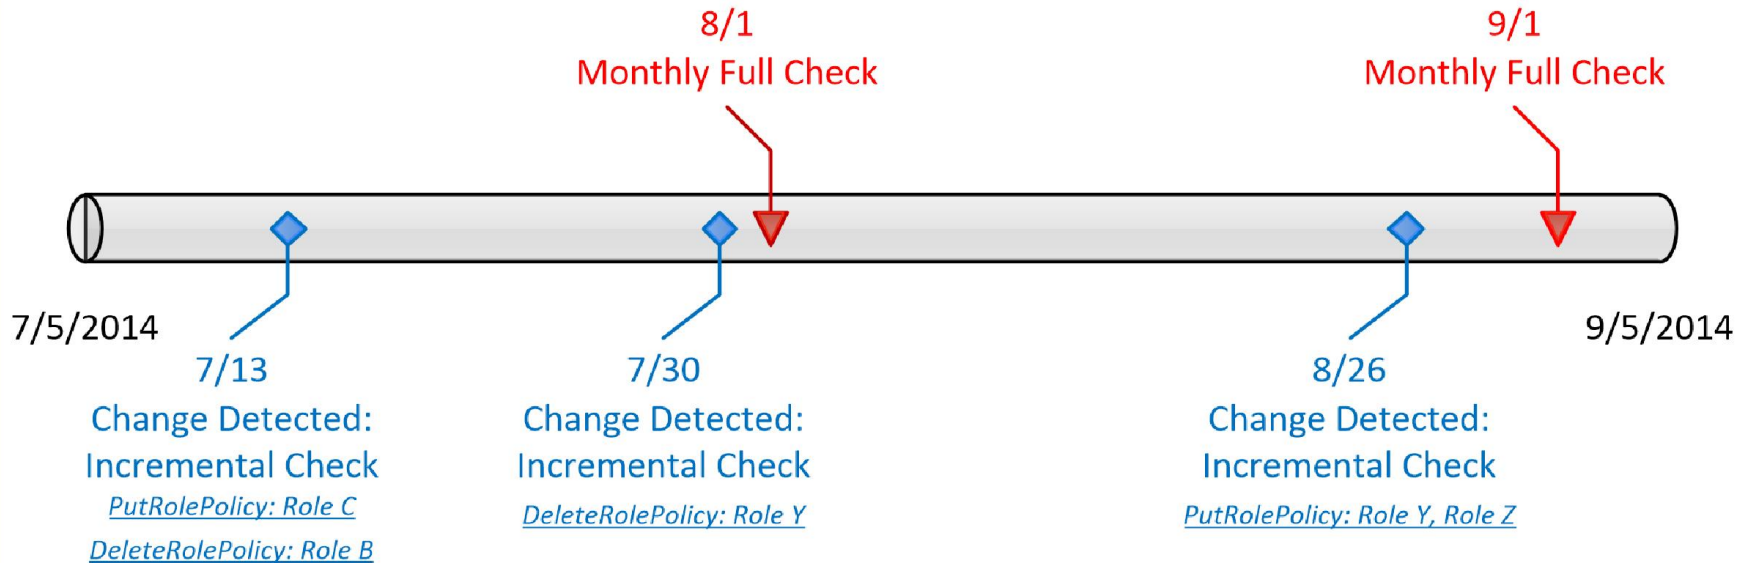 8/1
Monthly Full Check
9/1
Monthly Full Check
7/5/2014
9/5/2014
7/13
Change Detected:
Incremental Check
PutRolePolicy: Role C
DeleteRolePolicy: Role B
7/30
Change Detected:
Incremental Check
DeleteRolePolicy: Role Y
8/26
Change Detected:
Incremental Check
PutRolePolicy: Role Y, Role Z